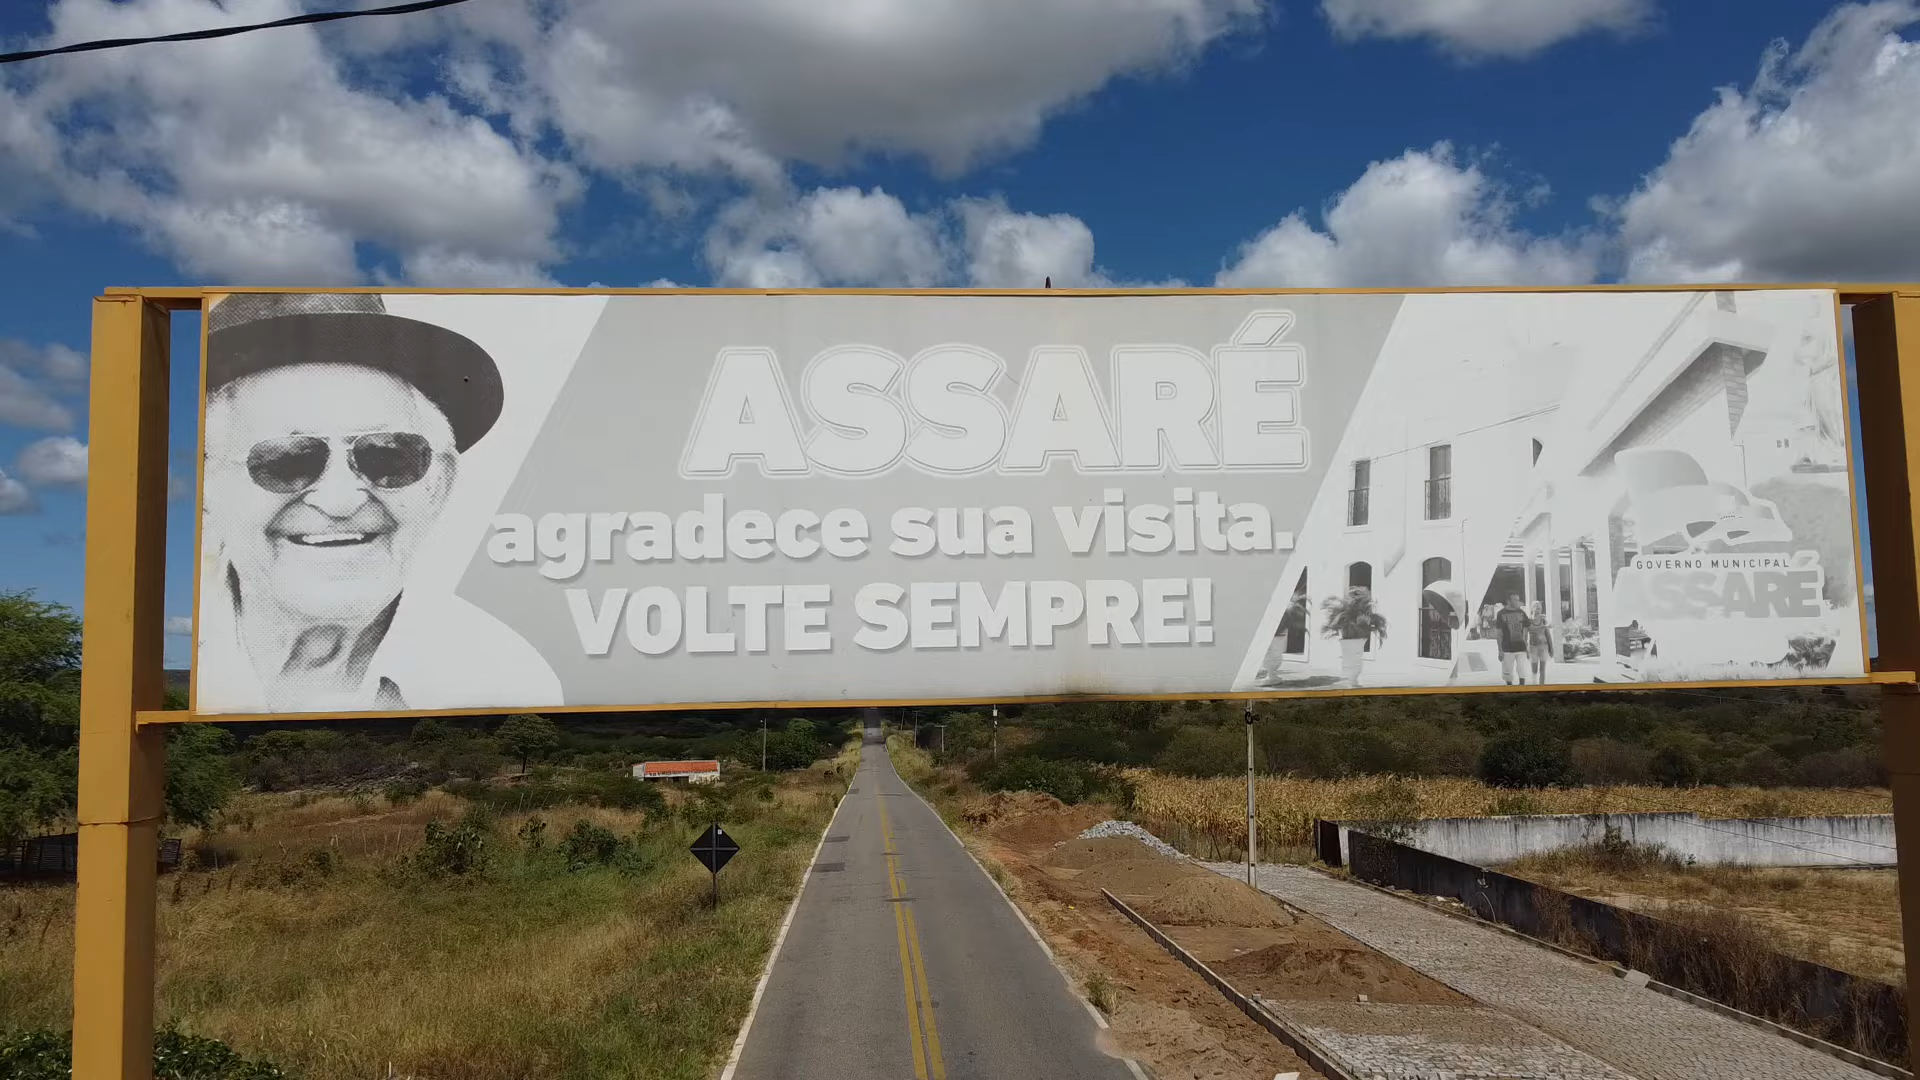 ASSARÉ
agradece sua visita.
VOLTE SEMPRE!
GOVERNO MUNICIPAL
ASSARÉ